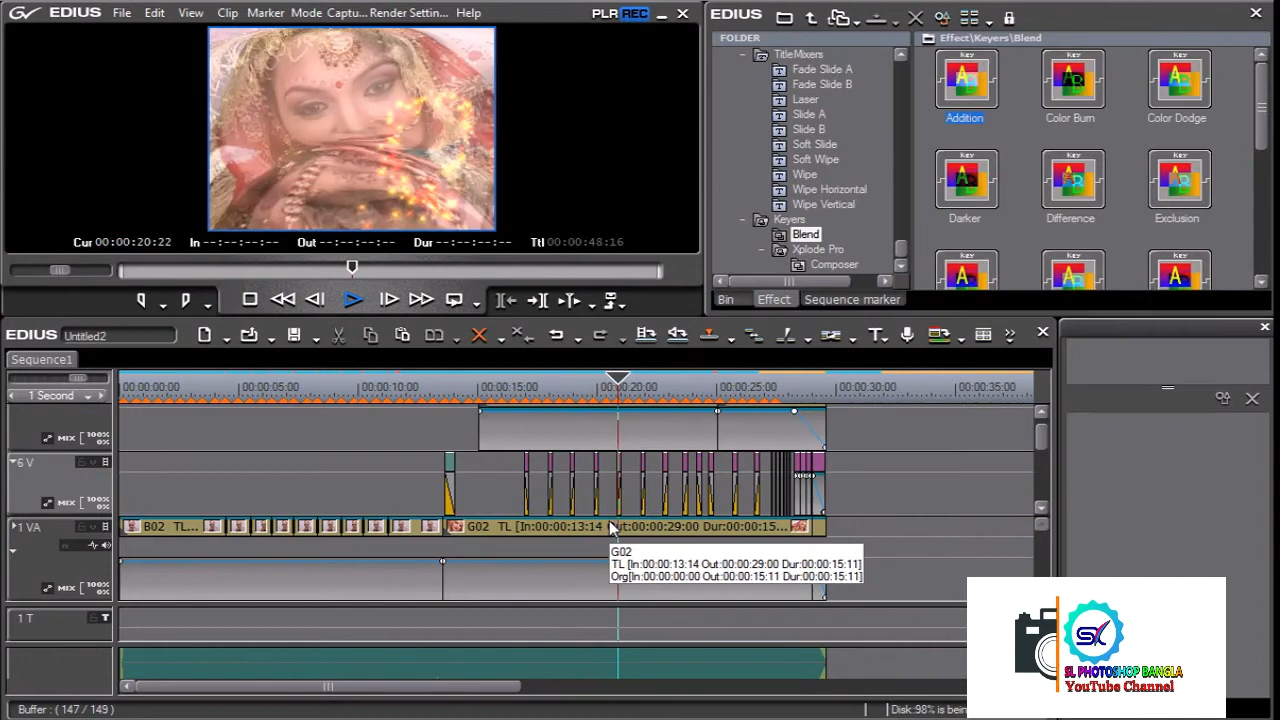 File Edit View Clip Marker Mode Captu... Render Settin... Help
PLR REC
Cur 00:00:20:22 In --:--:--:-- Out --:--:--:-- Dur --:--:--:-- Ttl 00:00:48:16
EDIUS
FOLDER
TitleMixers
Fade Slide A
Fade Slide B
Laser
Slide A
Slide B
Soft Slide
Soft Wipe
Wipe
Wipe Horizontal
Wipe Vertical
Keyers
Blend
Xplode Pro
Composer
Effect\Keyers\Blend
Key Key Key
Addition Color Burn Color Dodge
Key Key Key
Darker Difference Exclusion
Key Key Key
Bin Effect Sequence marker
EDIUS Untitled2
Sequence1
1 Second
00:00:00:00 00:00:05:00 00:00:10:00 00:00:15:00 00:00:20:00 00:00:25:00 00:00:30:00 00:00:35:00
MIX 100% 0%
6 V
MIX 100% 0%
1 VA
B02 TL... G02 TL [In:00:00:13:14 Out:00:00:29:00 Dur:00:00:15...
G02
TL [In:00:00:13:14 Out:00:00:29:00 Dur:00:00:15:11]
Org[In:00:00:00:00 Out:00:00:15:11 Dur:00:00:15:11]
MIX 100% 0%
1 T T
Buffer : ( 147 / 149 ) Disk:98% is bein
SL PHOTOSHOP BANGLA
YouTube Channel